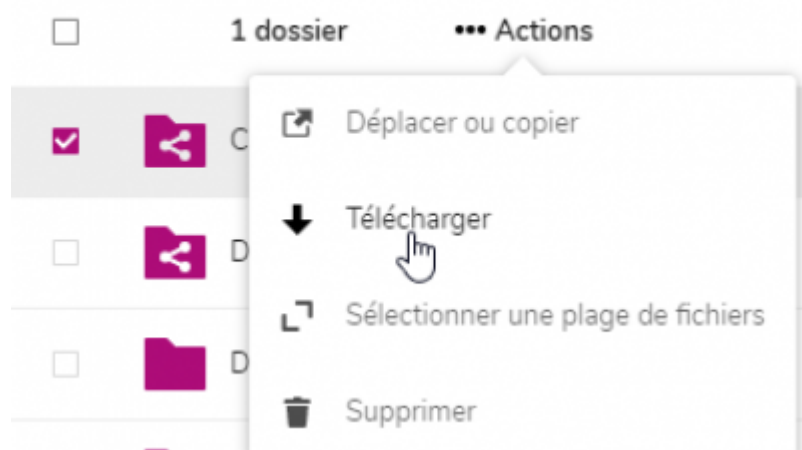 1 dossier ••• Actions
Déplacer ou copier
C
Télécharger
D
Sélectionner une plage de fichiers
D
Supprimer